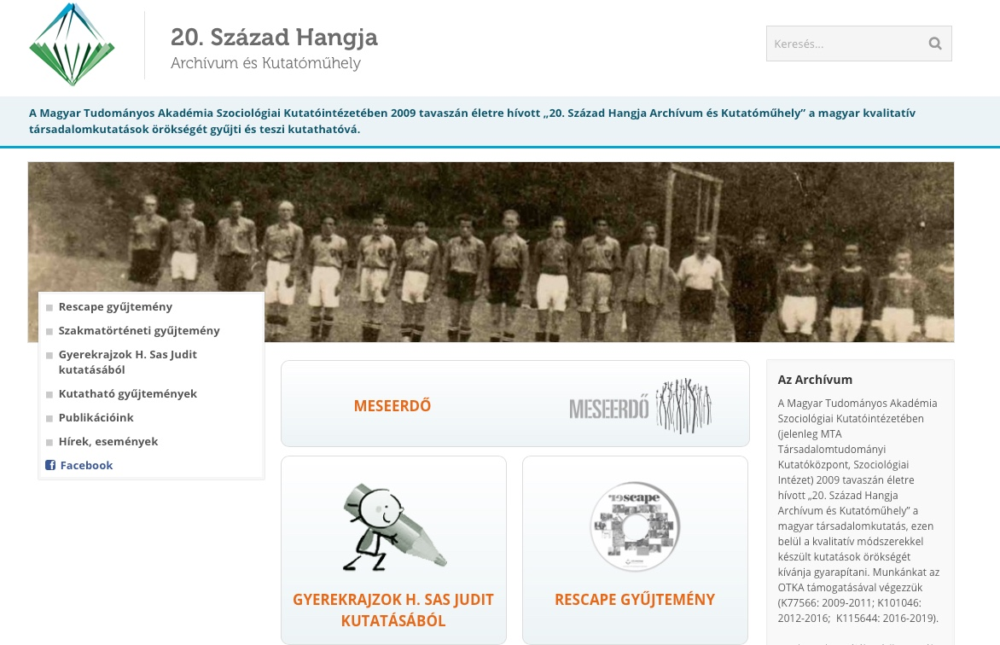 20. Század Hangja
Archívum és Kutatóműhely
Keresés...
A Magyar Tudományos Akadémia Szociológiai Kutatóintézetében 2009 tavaszán életre hívott „20. Század Hangja Archívum és Kutatóműhely” a magyar kvalitatív
társadalomkutatások örökségét gyűjti és teszi kutathatóvá.
Rescape gyűjtemény
Szakmatörténeti gyűjtemény
Gyerekrajzok H. Sas Judit
kutatásából
Kutatható gyűjtemények
Publikációink
Hírek, események
Facebook
MESEERDŐ
MESEERDŐ
rescape
GYEREKRAJZOK H. SAS JUDIT
KUTATÁSÁBÓL
RESCAPE GYŰJTEMÉNY
Az Archívum
A Magyar Tudományos Akadémia
Szociológiai Kutatóintézetében
(jelenleg MTA
Társadalomtudományi
Kutatóközpont, Szociológiai
Intézet) 2009 tavaszán életre
hívott „20. Század Hangja
Archívum és Kutatóműhely” a
magyar társadalomkutatás, ezen
belül a kvalitatív módszerekkel
készült kutatások örökségét
kívánja gyarapítani. Munkánkat az
OTKA támogatásával végezzük
(K77566: 2009-2011; K101046:
2012-2016;  K115644: 2016-2019).